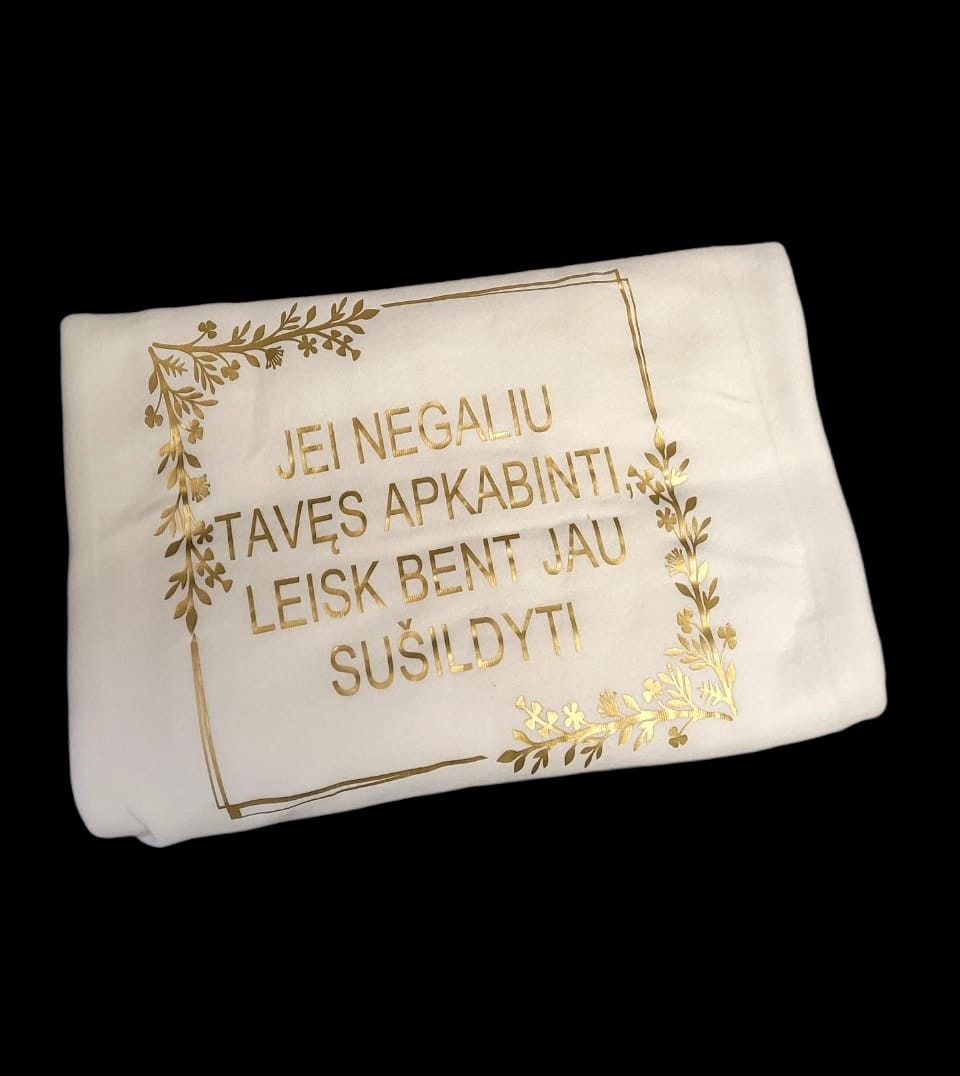 JEI NEGALIU
TAVĘS APKABINTI,
LEISK BENT JAU
SUŠILDYTI